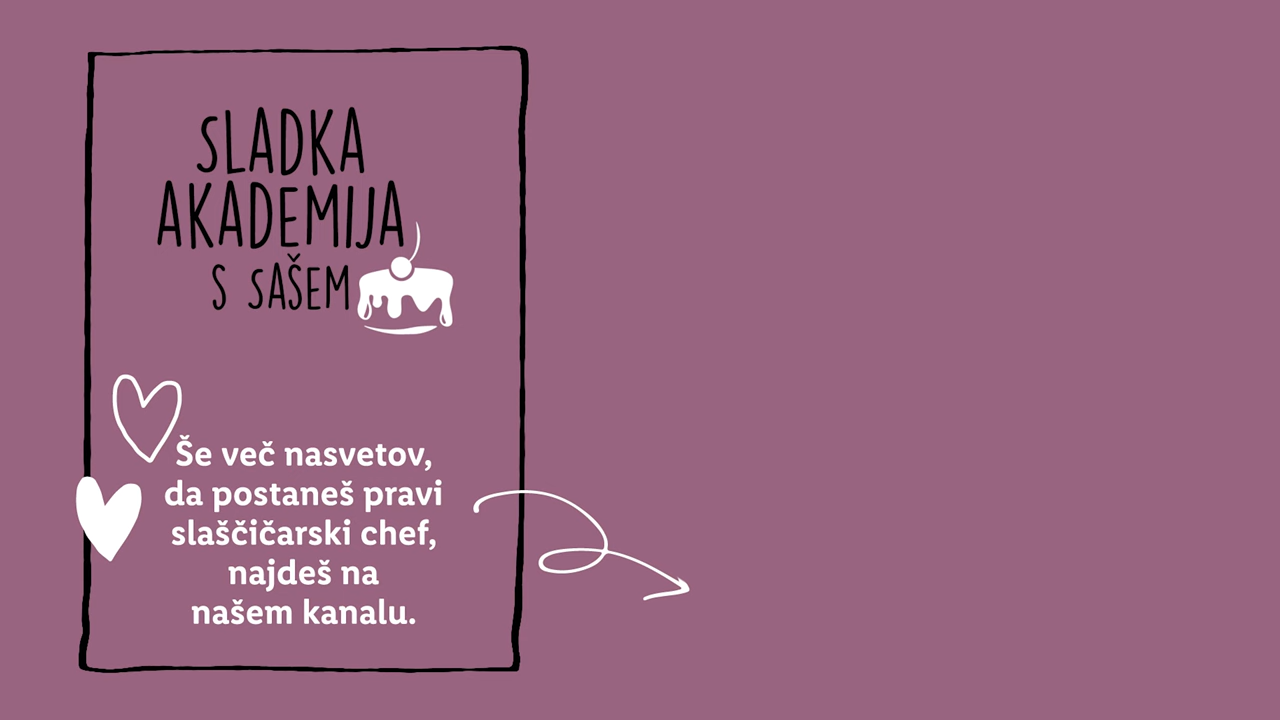 SLADKA
AKADEMIJA
S SAŠEM
Še več nasvetov,
da postaneš pravi
slaščičarski chef,
najdeš na
našem kanalu.